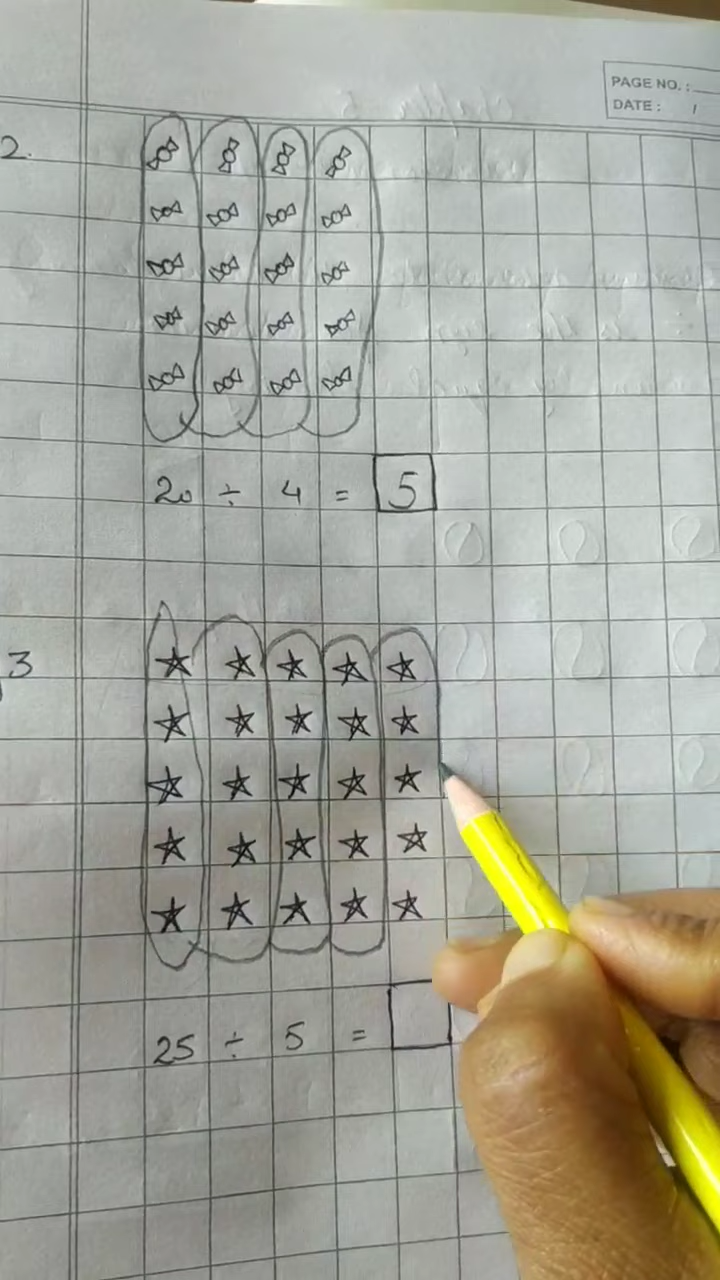 PAGE NO. :
DATE : /
2.
20 ÷ 4 = 5
3
25 ÷ 5 =